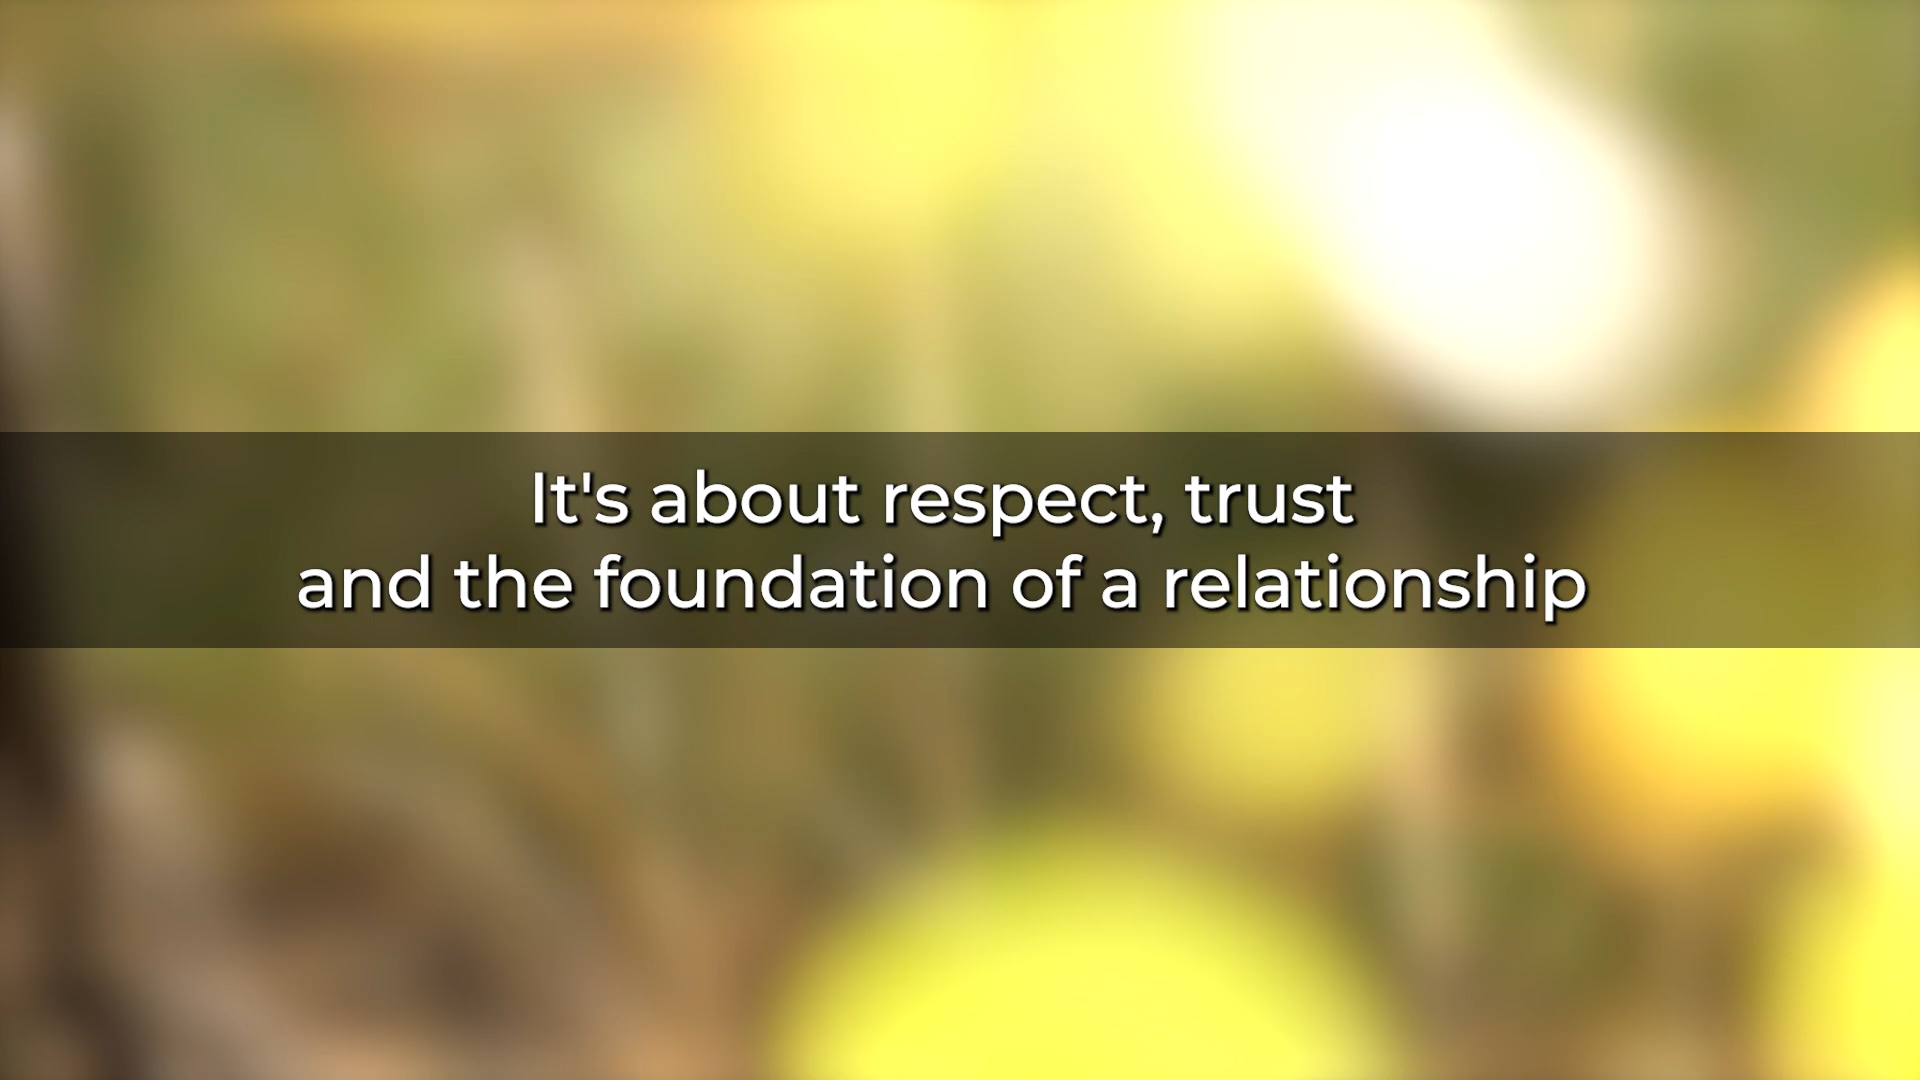 It's about respect, trust
and the foundation of a relationship